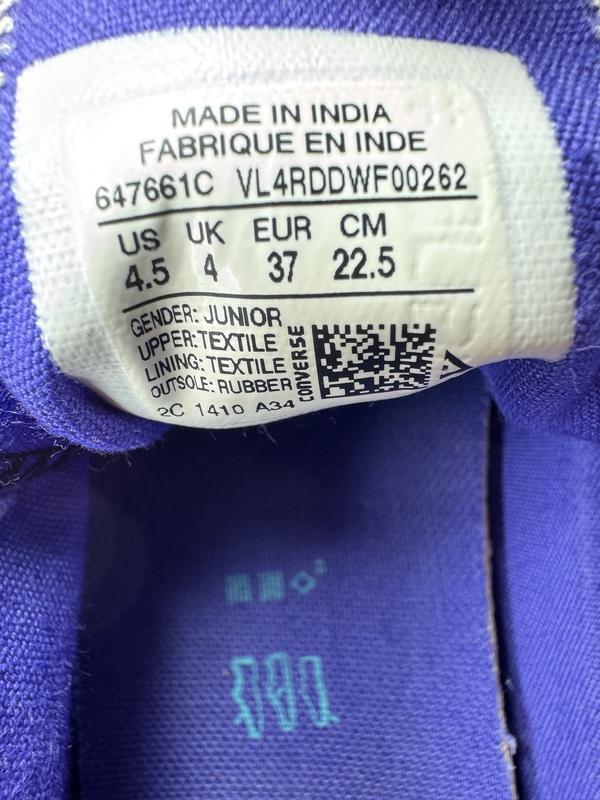 MADE IN INDIA
FABRIQUE EN INDE
647661C VL4RDDWF00262
US UK EUR CM
4.5 4 37 22.5
GENDER: JUNIOR
UPPER: TEXTILE
LINING: TEXTILE
OUTSOLE: RUBBER
2C 1410 A34
CONVERSE